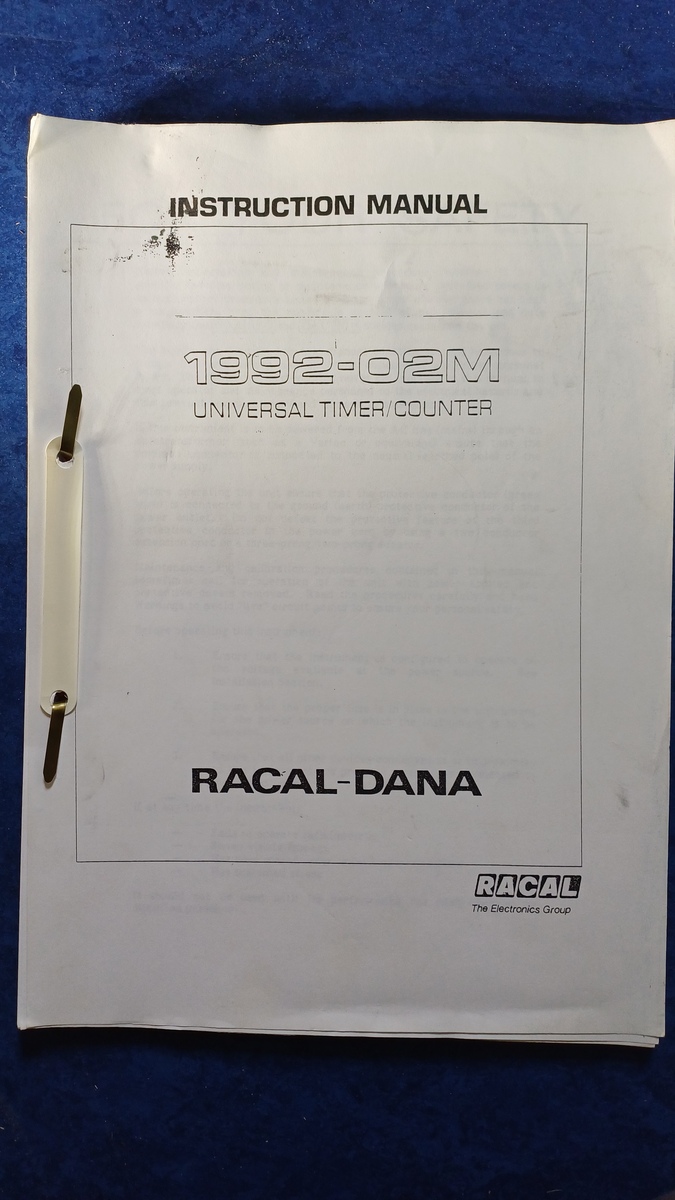 INSTRUCTION MANUAL
1992-02M
UNIVERSAL TIMER/COUNTER
RACAL-DANA
RACAL
The Electronics Group